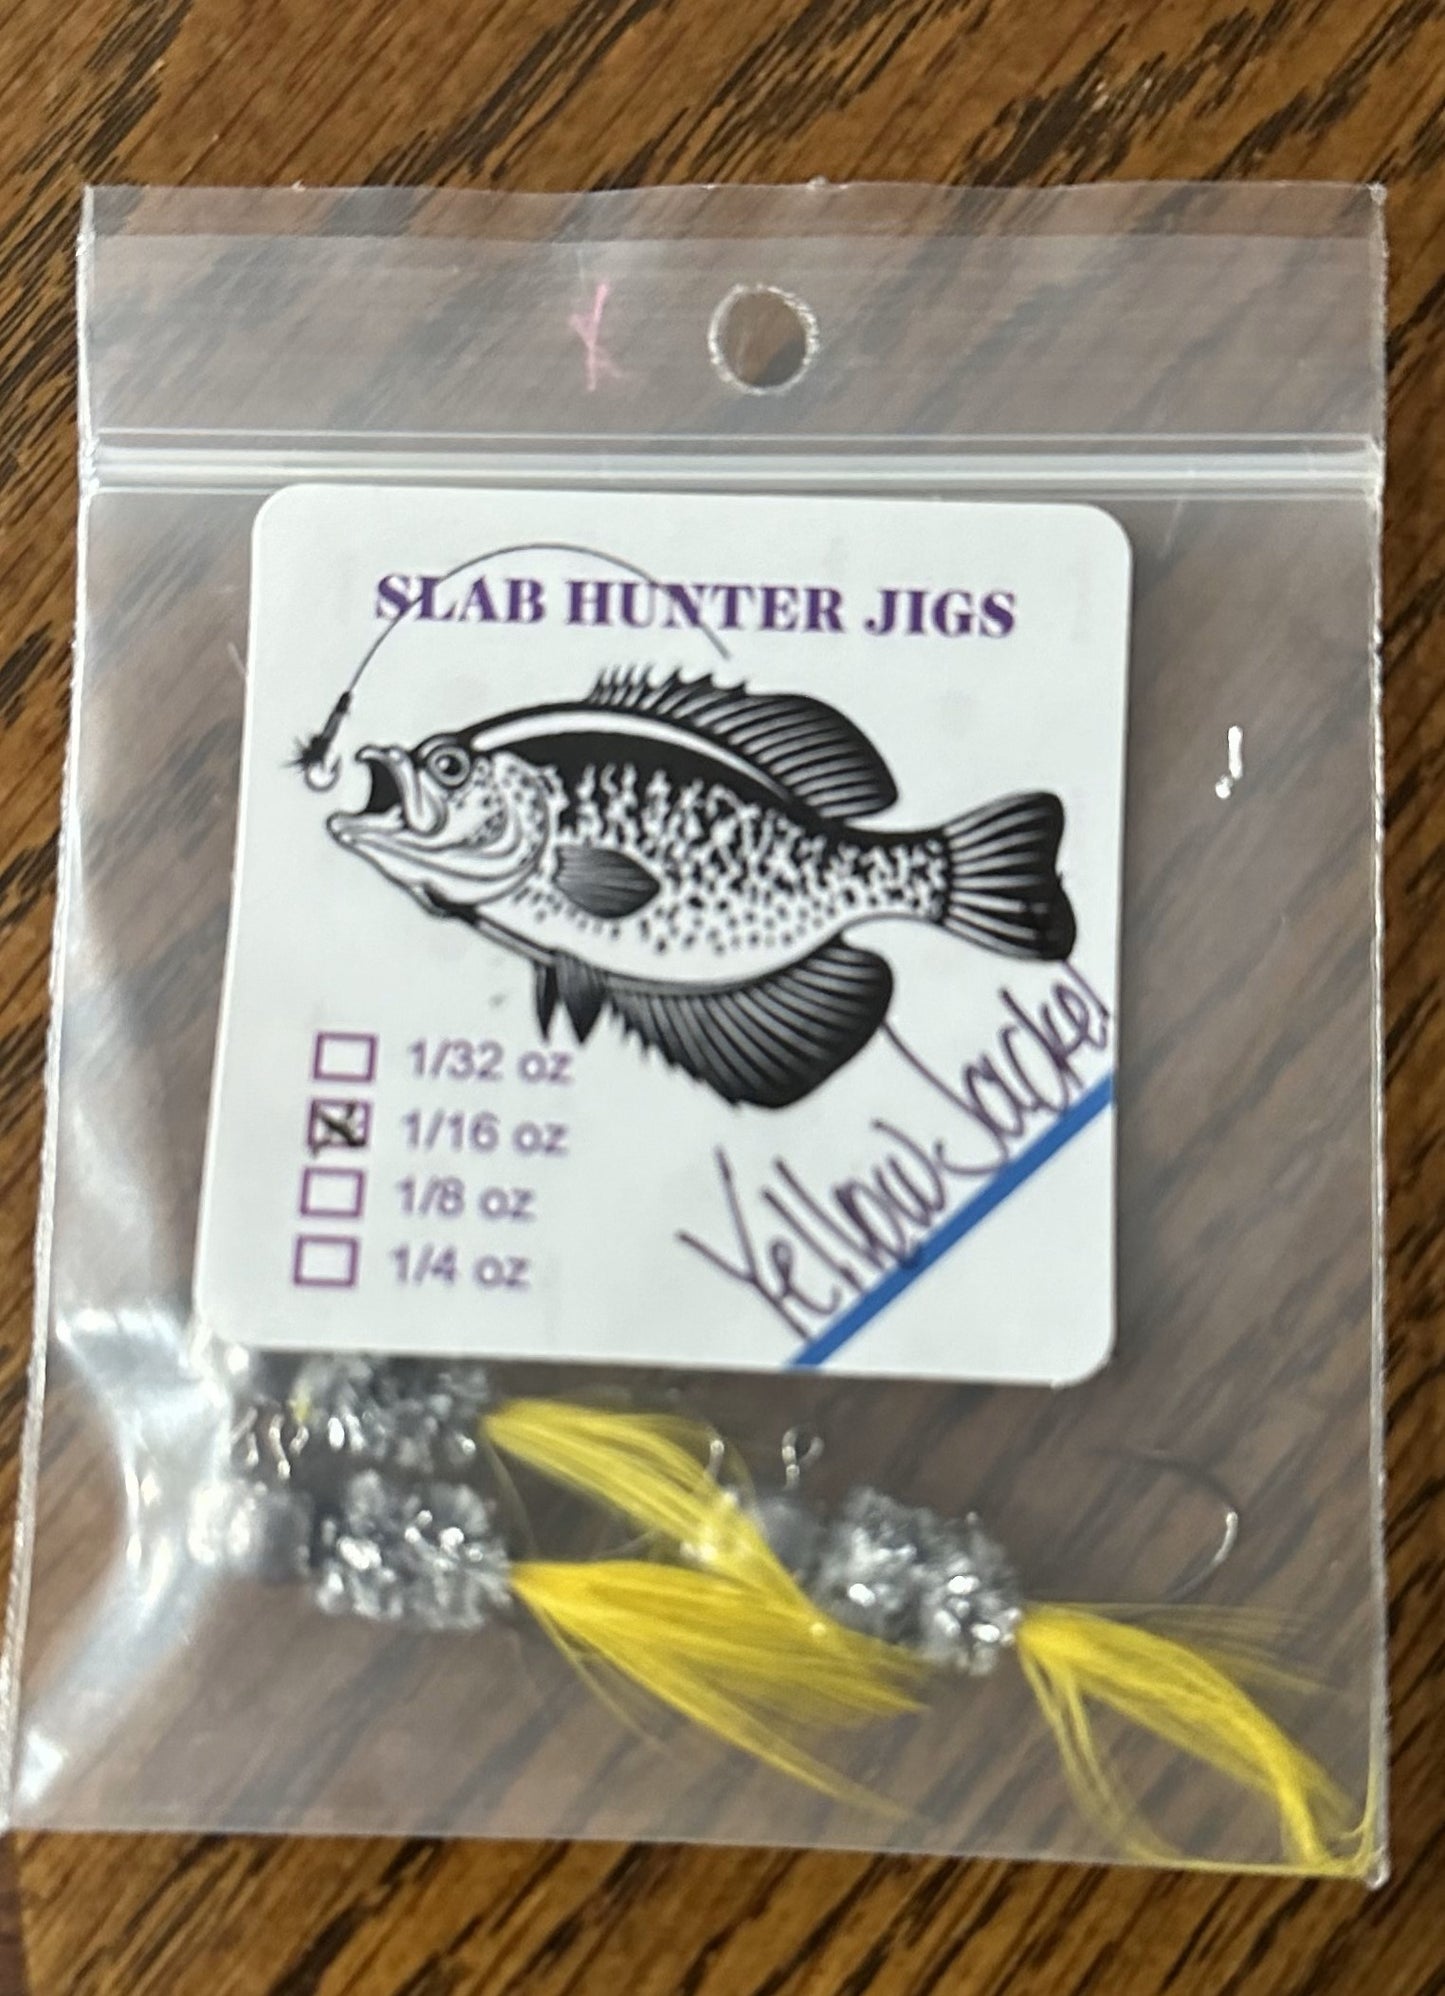 Y
SLAB HUNTER JIGS
1/32 oz
1/16 oz
1/8 oz
1/4 oz
Yellow Jacket